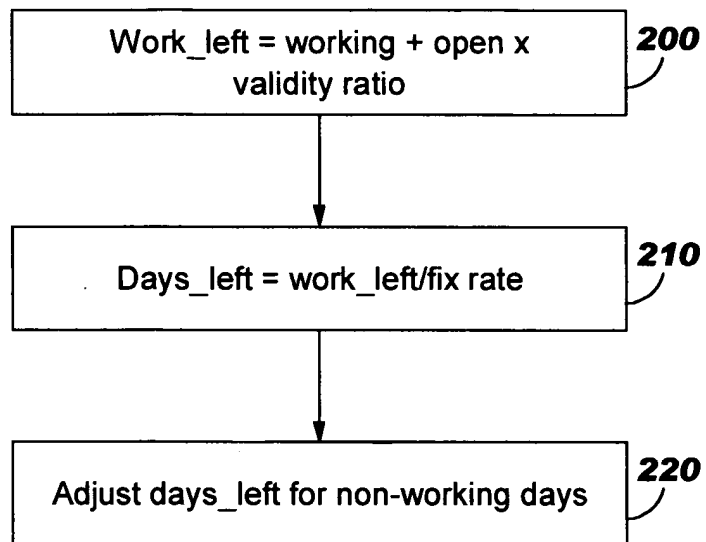 Work_left = working + open x
validity ratio
200
Days_left = work_left/fix rate
210
Adjust days_left for non-working days
220